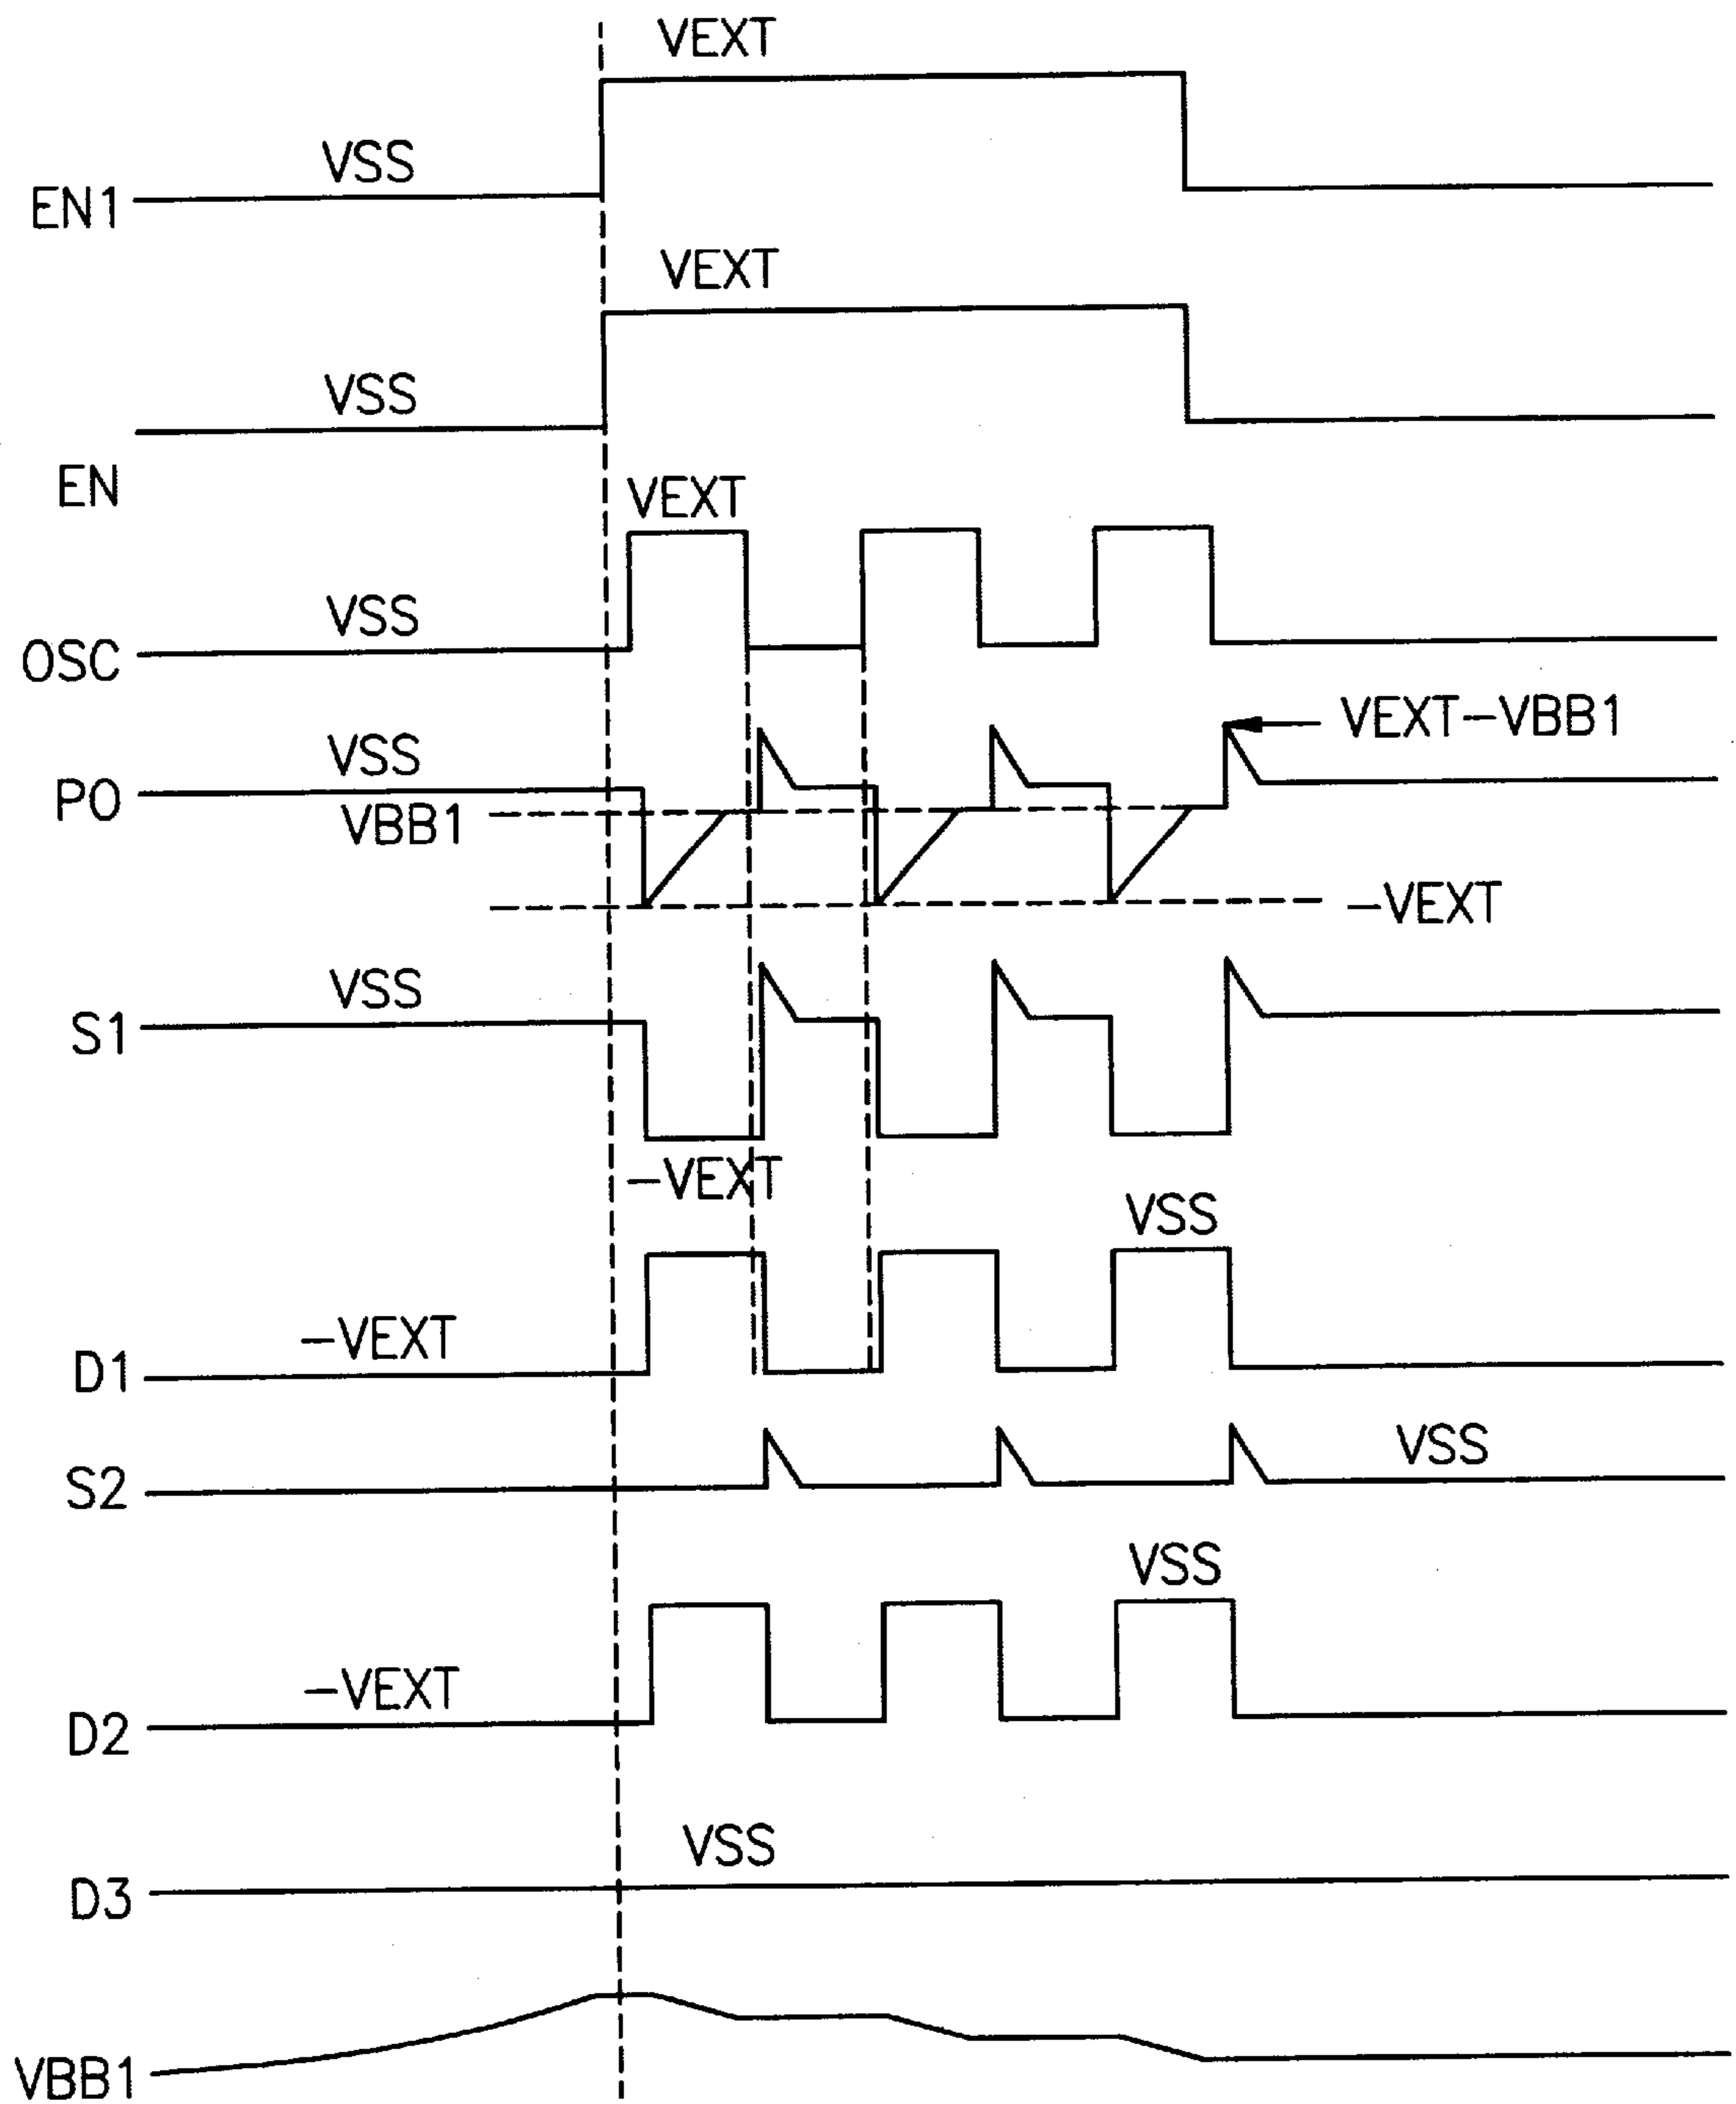 VEXT
VSS
EN1
VEXT
VSS
EN
VEXT
VSS
OSC
VEXT-VBB1
VSS
PO
VBB1
-VEXT
VSS
S1
-VEXT
VSS
-VEXT
D1
VSS
S2
VSS
-VEXT
D2
VSS
D3
VBB1